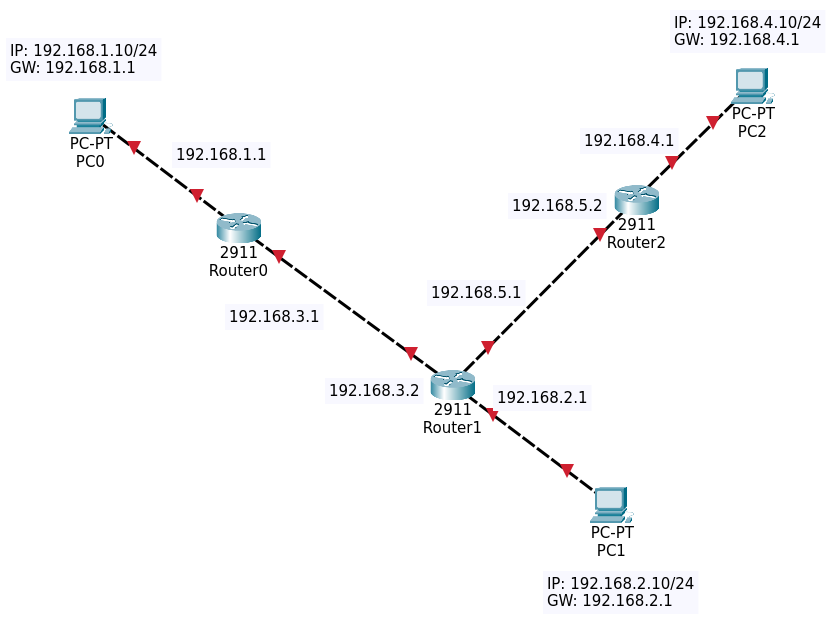 IP: 192.168.4.10/24
GW: 192.168.4.1
IP: 192.168.1.10/24
GW: 192.168.1.1
PC-PT
PC2
PC-PT
PC0
192.168.4.1
192.168.1.1
192.168.5.2
2911
Router2
2911
Router0
192.168.5.1
192.168.3.1
192.168.3.2
192.168.2.1
2911
Router1
PC-PT
PC1
IP: 192.168.2.10/24
GW: 192.168.2.1